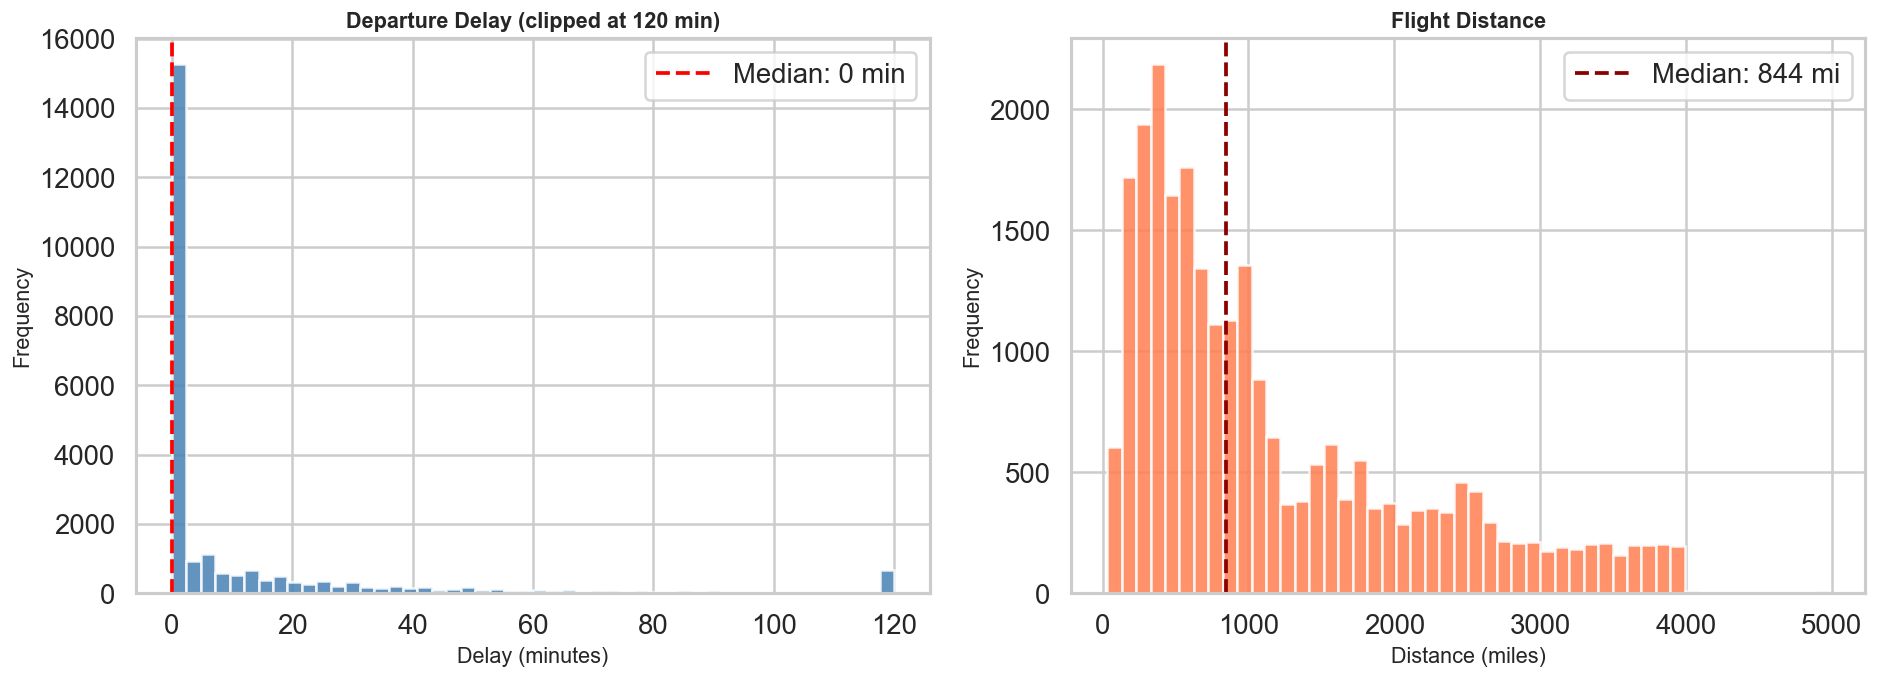 Departure Delay (clipped at 120 min)
Median: 0 min
Frequency
16000
14000
12000
10000
8000
6000
4000
2000
0
0 20 40 60 80 100 120
Delay (minutes)
Flight Distance
Median: 844 mi
Frequency
2000
1500
1000
500
0
0 1000 2000 3000 4000 5000
Distance (miles)